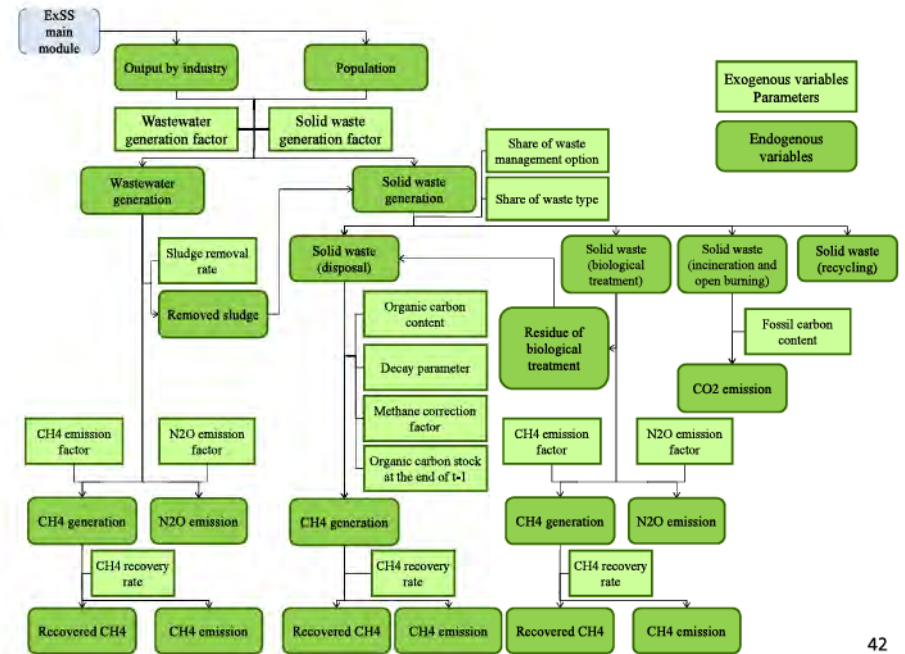 ExSS
main
module
Output by industry
Population
Exogenous variables
Parameters
Endogenous
variables
Wastewater
generation factor
Solid waste
generation factor
Share of waste
management option
Share of waste type
Wastewater
generation
Solid waste
generation
Sludge removal
rate
Removed sludge
Solid waste
(disposal)
Solid waste
(biological
treatment)
Solid waste
(incineration and
open burning)
Solid waste
(recycling)
Organic carbon
content
Decay parameter
Methane correction
factor
Organic carbon stock
at the end of t-1
Residue of
biological
treatment
Fossil carbon
content
CO2 emission
CH4 emission
factor
N2O emission
factor
CH4 emission
factor
N2O emission
factor
CH4 generation
N2O emission
CH4 generation
CH4 generation
N2O emission
CH4 recovery
rate
CH4 recovery
rate
CH4 recovery
rate
Recovered CH4
CH4 emission
Recovered CH4
CH4 emission
Recovered CH4
CH4 emission
42